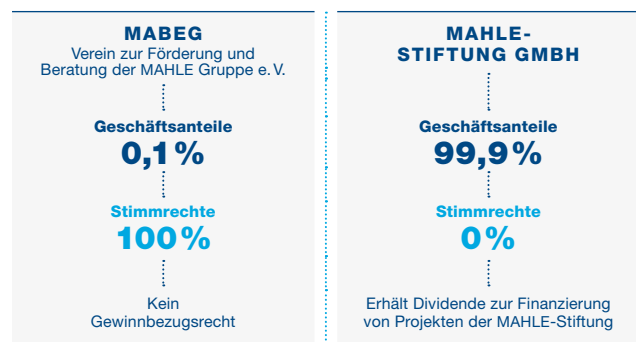 MABEG
Verein zur Förderung und
Beratung der MAHLE Gruppe e. V.
Geschäftsanteile
0,1 %
Stimmrechte
100 %
Kein
Gewinnbezugsrecht
MAHLE-
STIFTUNG GMBH
Geschäftsanteile
99,9 %
Stimmrechte
0 %
Erhält Dividende zur Finanzierung
von Projekten der MAHLE-Stiftung